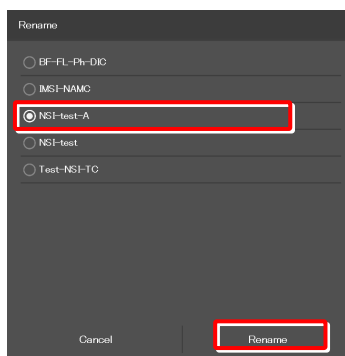 Rename
BF-FL-Ph-DIC
IMSI-NAMC
NSI-test-A
NSI-test
Test-NSI-TC
Cancel
Rename